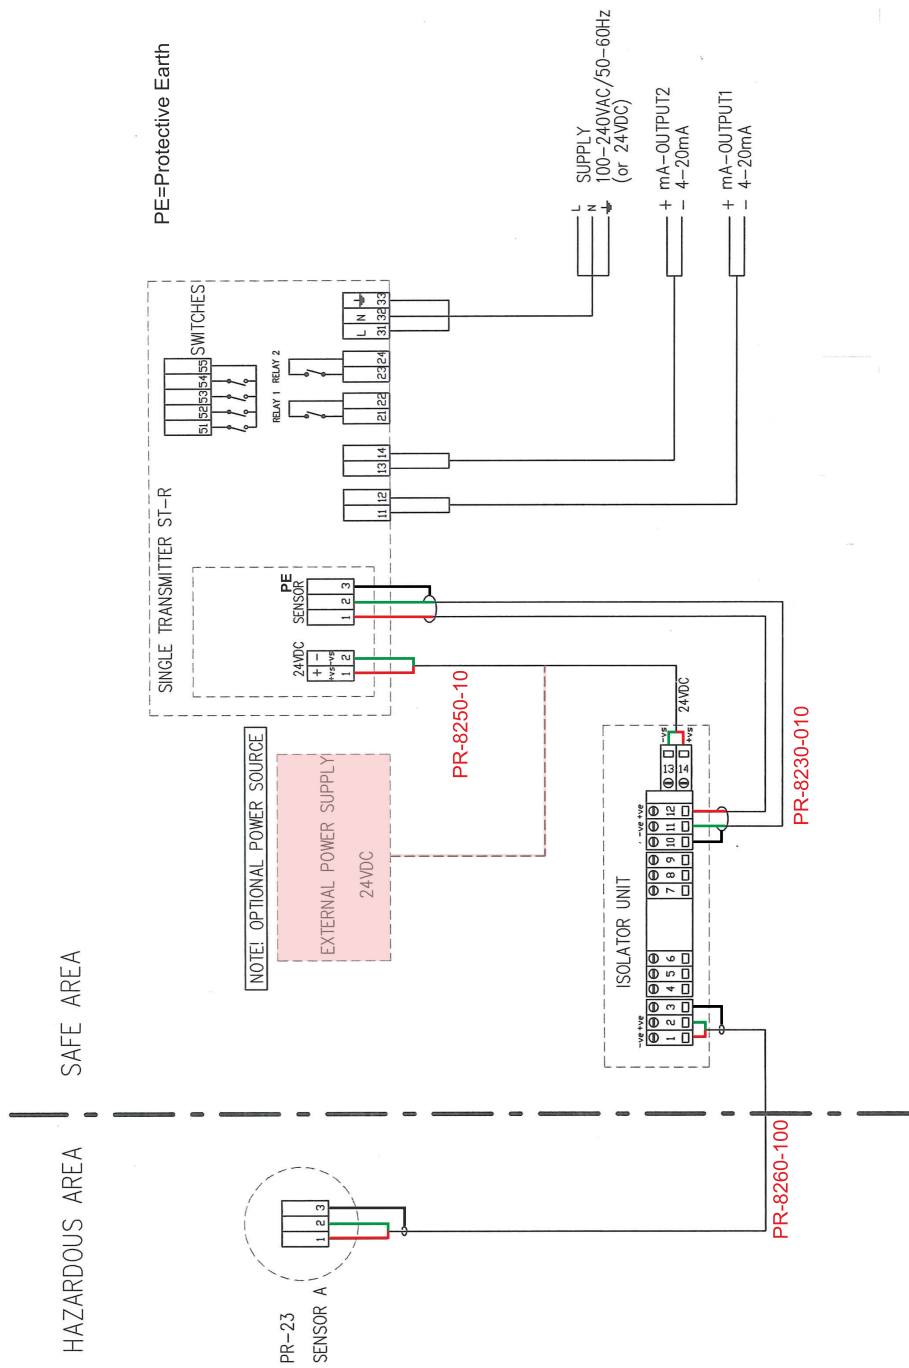 HAZARDOUS AREA
SAFE AREA
PR-23
SENSOR A
1 2 3
PR-8260-100
NOTE! OPTIONAL POWER SOURCE
EXTERNAL POWER SUPPLY
24VDC
PR-8250-10
ISOLATOR UNIT
-ve +ve
1 2 3 4 5 6
7 8 9 10 11 12
-ve +ve
13 14
-vs
+vs
24VDC
PR-8230-010
SINGLE TRANSMITTER ST-R
24VDC
+ -
+vs -vs
1 2
PE
SENSOR
1 2 3
11 12
13 14
51 52 53 54 55
SWITCHES
RELAY 1 RELAY 2
21 22
23 24
L N
31 32 33
PE=Protective Earth
L
N
SUPPLY
100-240VAC/50-60Hz
(or 24VDC)
+ mA-OUTPUT2
- 4-20mA
+ mA-OUTPUT1
- 4-20mA